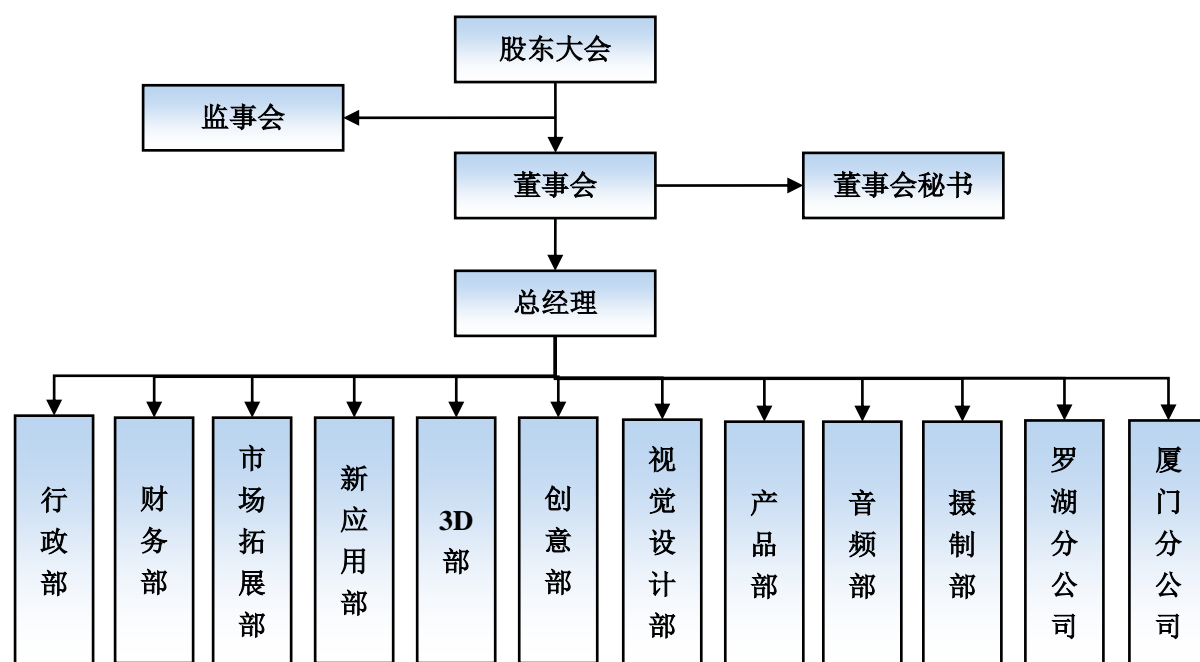 股东大会
监事会
董事会
董事会秘书
总经理
行政部
财务部
市场拓展部
新应用部
3D部
创意部
视觉设计部
产品部
音频部
摄制部
罗湖分公司
厦门分公司